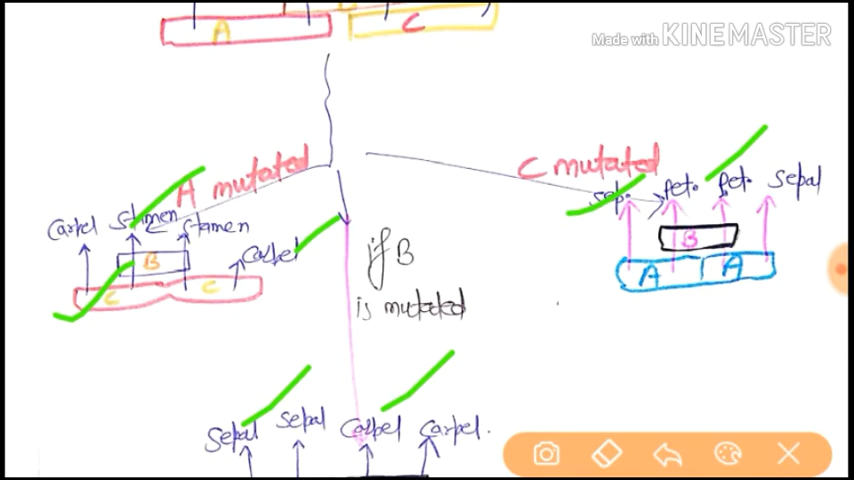 A C
Made with KINEMASTER
A mutated
C mutated
sep. pet. pet. sepal
Carpel stamen stamen Carpel
B
C C
if B
is mutated
B
A A
Sepal Sepal Carpel Carpel.